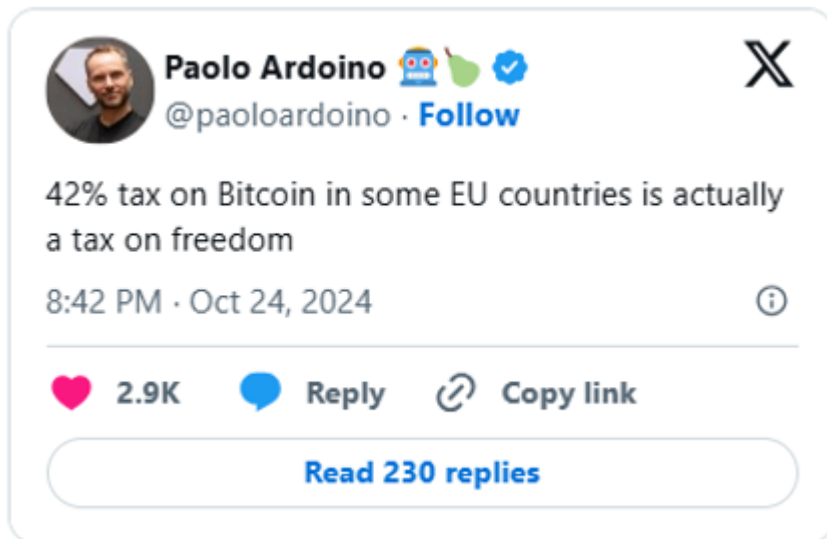 Paolo Ardoino 🤖🍐
@paoloardoino · Follow
42% tax on Bitcoin in some EU countries is actually
a tax on freedom
8:42 PM · Oct 24, 2024
2.9K Reply Copy link
Read 230 replies